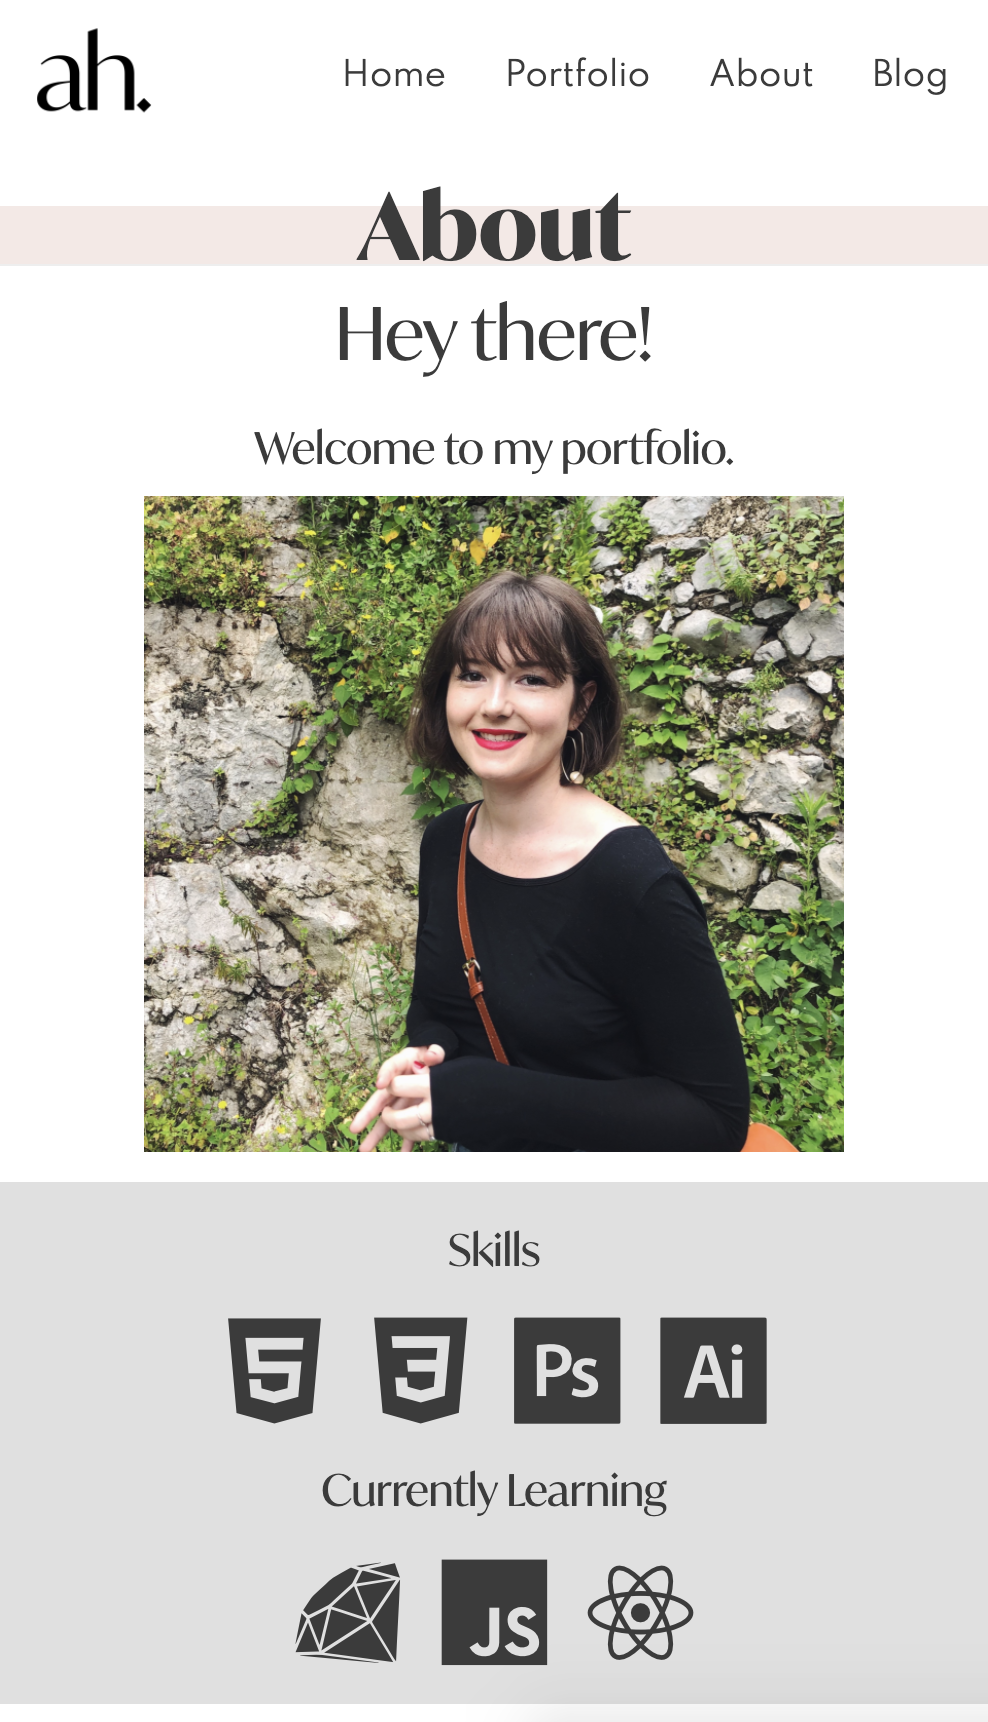 ah.
Home Portfolio About Blog
About
Hey there!
Welcome to my portfolio.
Skills
5 3 Ps Ai
Currently Learning
JS